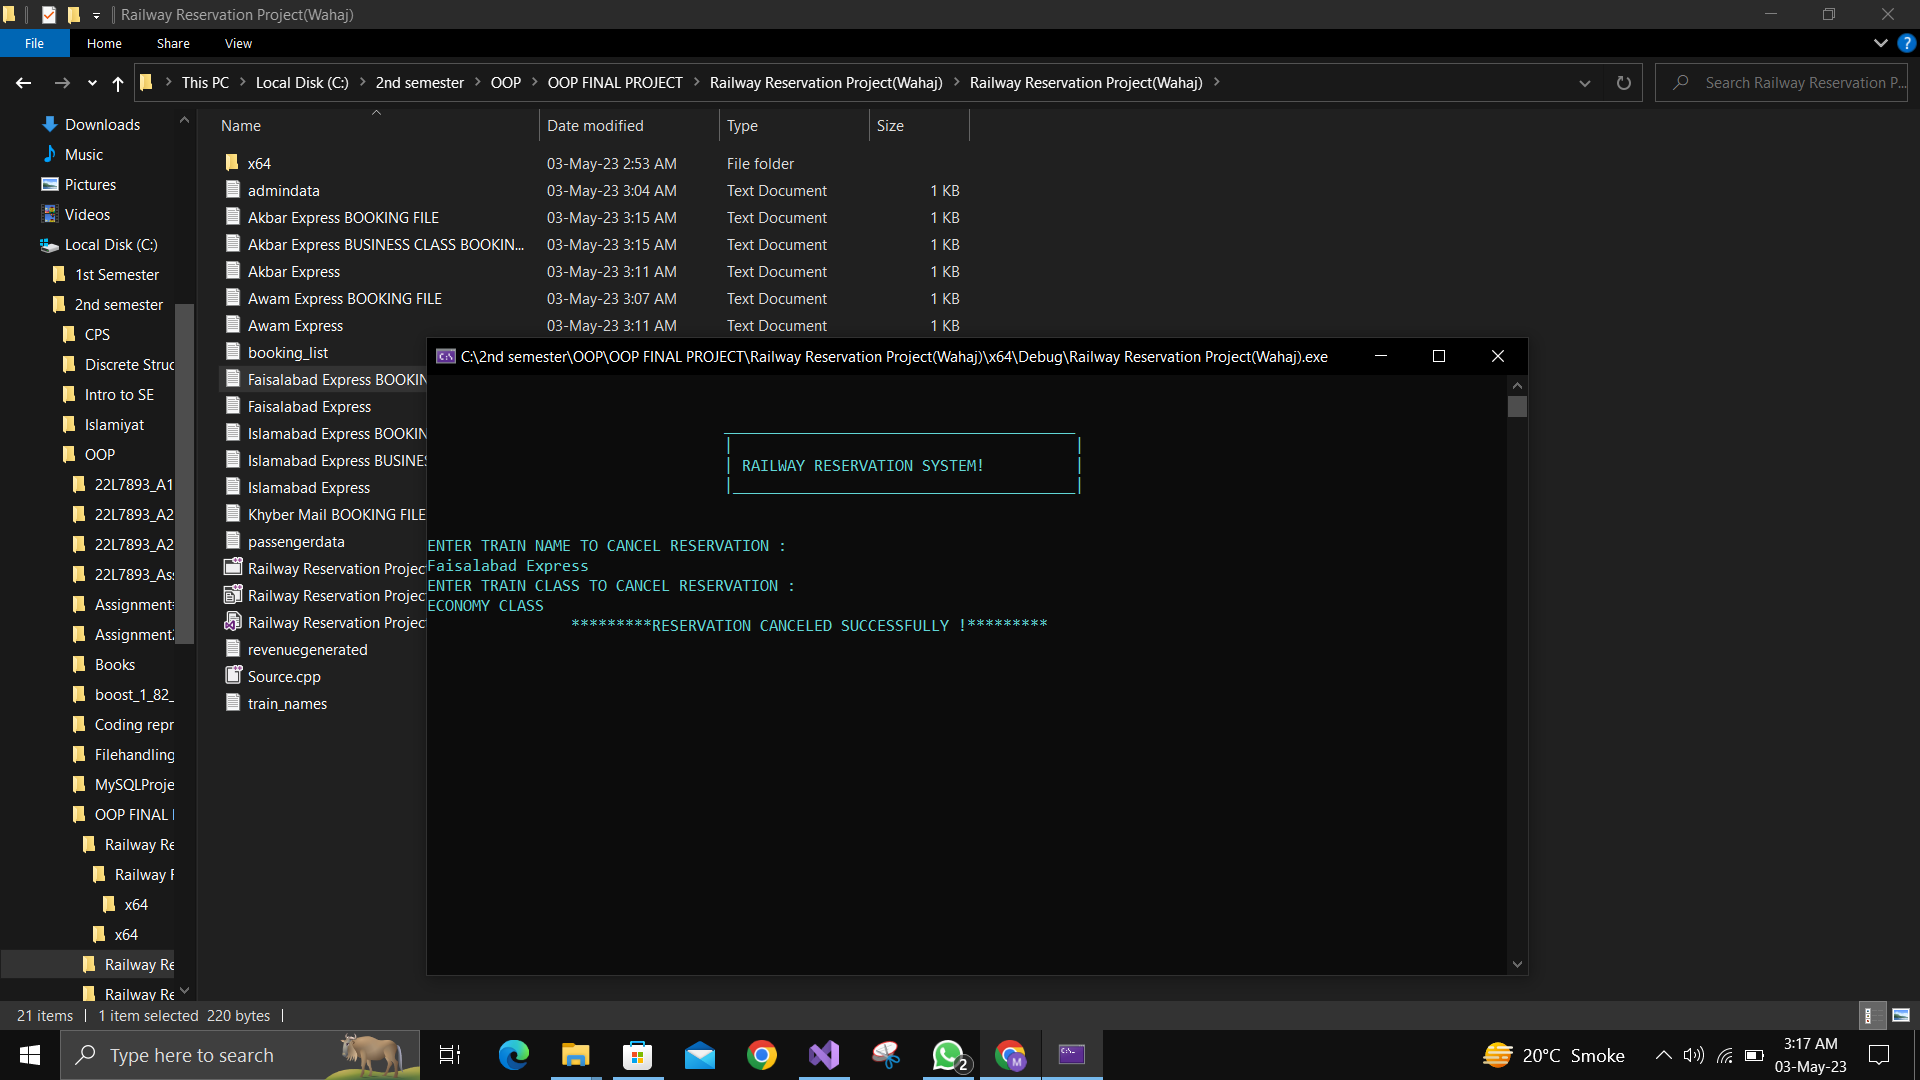 Railway Reservation Project(Wahaj)
File Home Share View
This PC Local Disk (C:) 2nd semester OOP OOP FINAL PROJECT Railway Reservation Project(Wahaj) Railway Reservation Project(Wahaj)
Search Railway Reservation P...
Downloads
Music
Pictures
Videos
Local Disk (C:)
1st Semester
2nd semester
CPS
Discrete Struc
Intro to SE
Islamiyat
OOP
22L7893_A1
22L7893_A2
22L7893_A2
22L7893_Ass
Assignment
Assignment
Books
boost_1_82_
Coding repr
Filehandling
MySQLProje
OOP FINAL
Railway Re
Railway
x64
x64
Railway Re
Railway Re
Name Date modified Type Size
x64 03-May-23 2:53 AM File folder
admindata 03-May-23 3:04 AM Text Document 1 KB
Akbar Express BOOKING FILE 03-May-23 3:15 AM Text Document 1 KB
Akbar Express BUSINESS CLASS BOOKIN... 03-May-23 3:15 AM Text Document 1 KB
Akbar Express 03-May-23 3:11 AM Text Document 1 KB
Awam Express BOOKING FILE 03-May-23 3:07 AM Text Document 1 KB
Awam Express 03-May-23 3:11 AM Text Document 1 KB
booking_list
Faisalabad Express BOOKIN
Faisalabad Express
Islamabad Express BOOKIN
Islamabad Express BUSINES
Islamabad Express
Khyber Mail BOOKING FILE
passengerdata
Railway Reservation Projec
Railway Reservation Projec
Railway Reservation Projec
revenuegenerated
Source.cpp
train_names
C:\2nd semester\OOP\OOP FINAL PROJECT\Railway Reservation Project(Wahaj)\x64\Debug\Railway Reservation Project(Wahaj).exe
RAILWAY RESERVATION SYSTEM!
ENTER TRAIN NAME TO CANCEL RESERVATION :
Faisalabad Express
ENTER TRAIN CLASS TO CANCEL RESERVATION :
ECONOMY CLASS
*********RESERVATION CANCELED SUCCESSFULLY !*********
21 items 1 item selected 220 bytes
Type here to search
2
M
20°C Smoke
3:17 AM
03-May-23